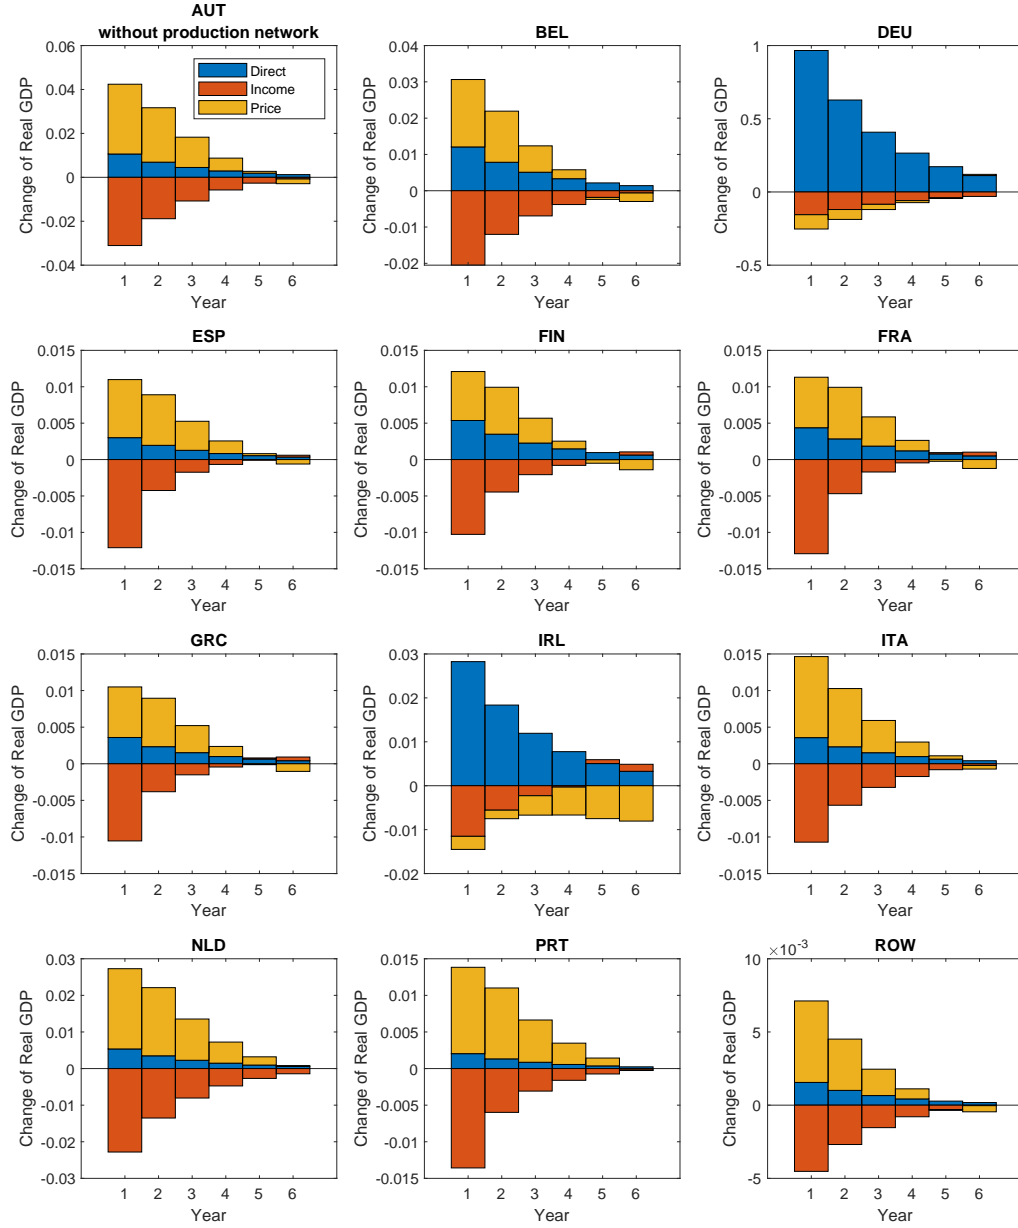 AUT
without production network
BEL
DEU
0.06
0.04
0.02
0
-0.02
-0.04
Change of Real GDP
Direct
Income
Price
1 2 3 4 5 6
Year
0.04
0.03
0.02
0.01
0
-0.01
-0.02
Change of Real GDP
1 2 3 4 5 6
Year
1
0.5
0
-0.5
Change of Real GDP
1 2 3 4 5 6
Year
ESP
0.015
0.01
0.005
0
-0.005
-0.01
-0.015
Change of Real GDP
1 2 3 4 5 6
Year
FIN
0.015
0.01
0.005
0
-0.005
-0.01
-0.015
Change of Real GDP
1 2 3 4 5 6
Year
FRA
0.015
0.01
0.005
0
-0.005
-0.01
-0.015
Change of Real GDP
1 2 3 4 5 6
Year
GRC
0.015
0.01
0.005
0
-0.005
-0.01
-0.015
Change of Real GDP
1 2 3 4 5 6
Year
IRL
0.03
0.02
0.01
0
-0.01
-0.02
Change of Real GDP
1 2 3 4 5 6
Year
ITA
0.015
0.01
0.005
0
-0.005
-0.01
-0.015
Change of Real GDP
1 2 3 4 5 6
Year
NLD
0.03
0.02
0.01
0
-0.01
-0.02
-0.03
Change of Real GDP
1 2 3 4 5 6
Year
PRT
0.015
0.01
0.005
0
-0.005
-0.01
-0.015
Change of Real GDP
1 2 3 4 5 6
Year
ROW
×10⁻³
10
5
0
-5
Change of Real GDP
1 2 3 4 5 6
Year